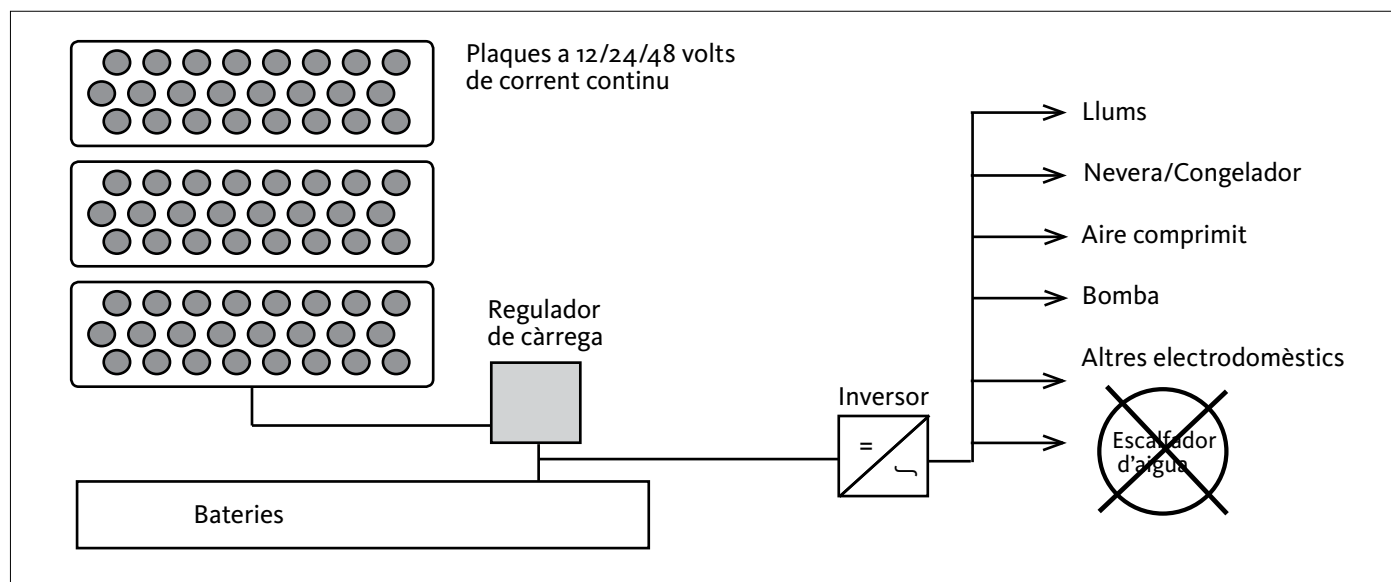 Plaques a 12/24/48 volts
de corrent continu
Llums
Nevera/Congelador
Aire comprimit
Bomba
Regulador
de càrrega
Altres electrodomèstics
Inversor
=
Escalfador
d'aigua
Bateries